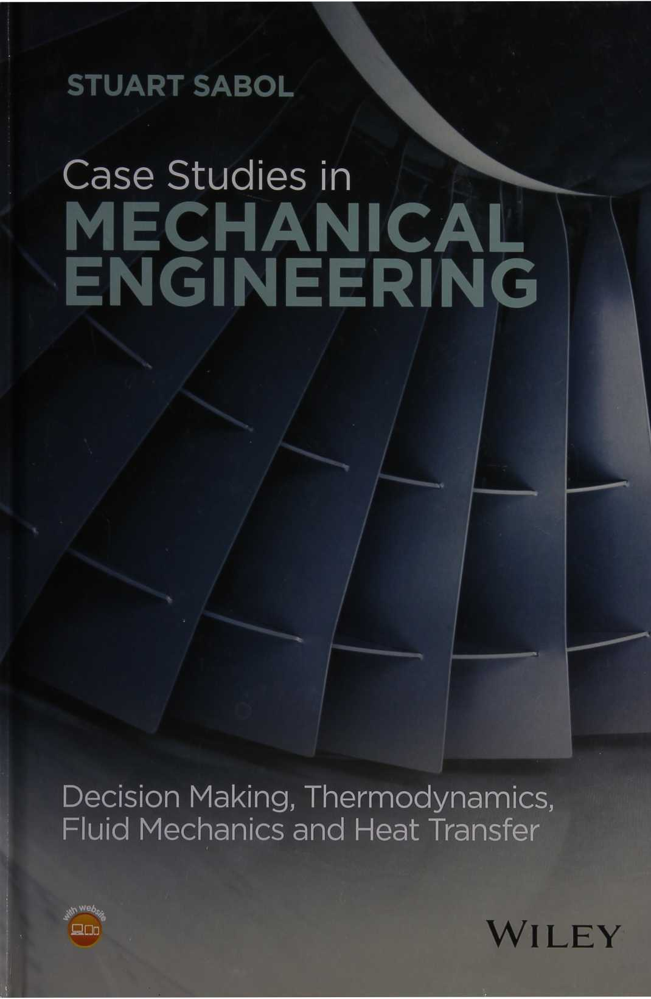 STUART SABOL
Case Studies in
MECHANICAL
ENGINEERING
Decision Making, Thermodynamics,
Fluid Mechanics and Heat Transfer
with website
WILEY